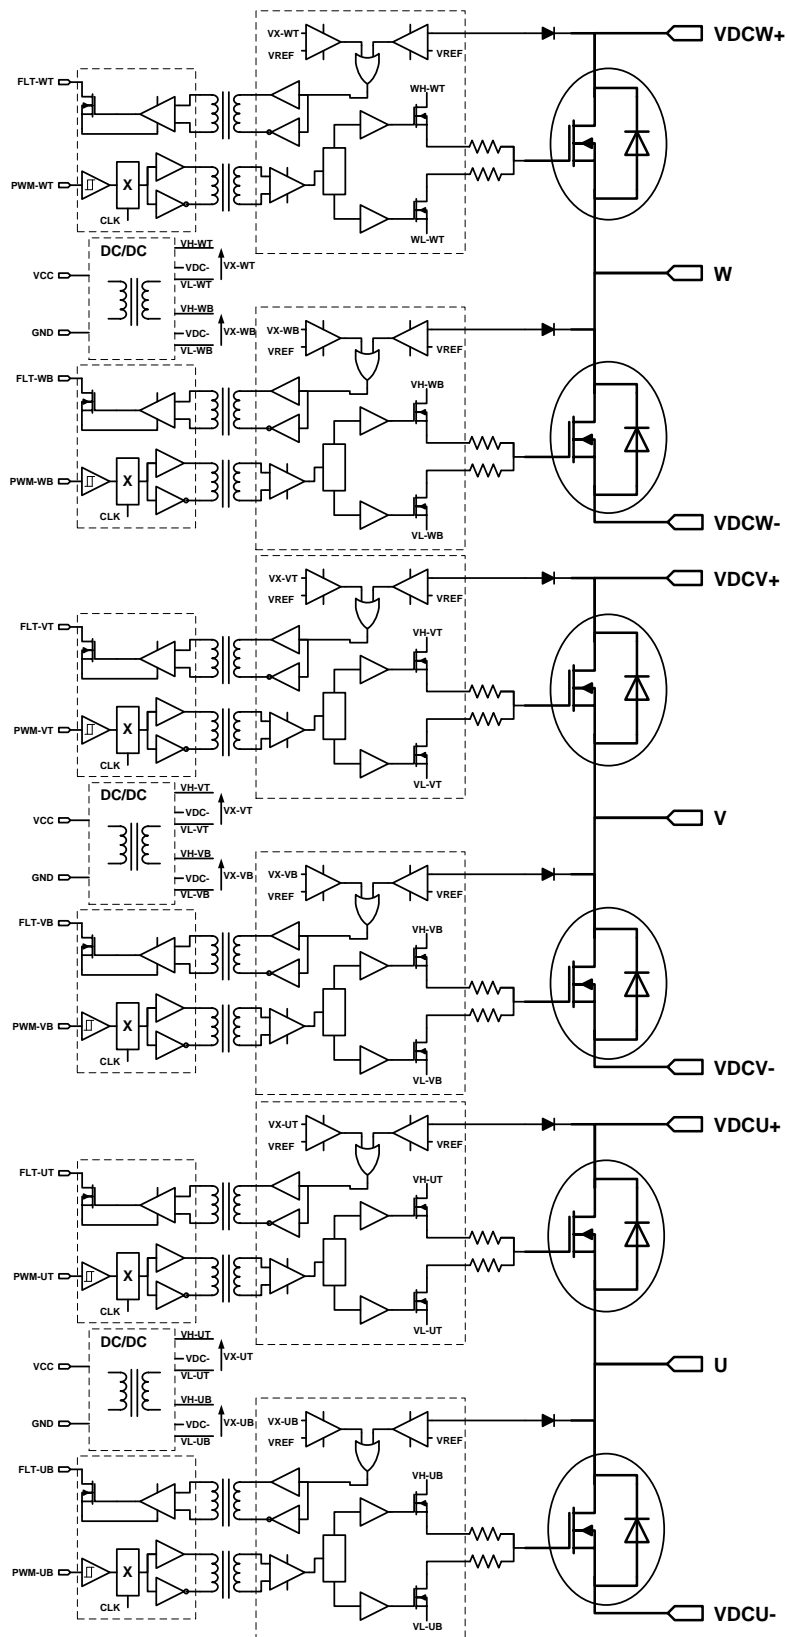 VX-WT
VREF
VREF
VDCW+
FLT-WT
WH-WT
PWM-WT
X
CLK
WL-WT
DC/DC
VH-WT
VCC
VDC-
VX-WT
VL-WT
W
VH-WB
GND
VDC-
VX-WB
VL-WB
VX-WB
VREF
VREF
FLT-WB
VH-WB
PWM-WB
X
CLK
VL-WB
VDCW-
VX-VT
VREF
VREF
VDCV+
FLT-VT
VH-VT
PWM-VT
X
CLK
VL-VT
DC/DC
VH-VT
VCC
VDC-
VX-VT
VL-VT
V
VH-VB
GND
VDC-
VX-VB
VL-VB
VX-VB
VREF
VREF
FLT-VB
VH-VB
PWM-VB
X
CLK
VL-VB
VDCV-
VX-UT
VREF
VREF
VDCU+
FLT-UT
VH-UT
PWM-UT
X
CLK
VL-UT
DC/DC
VH-UT
VCC
VDC-
VX-UT
VL-UT
U
VH-UB
GND
VDC-
VX-UB
VL-UB
VX-UB
VREF
VREF
FLT-UB
VH-UB
PWM-UB
X
CLK
VL-UB
VDCU-